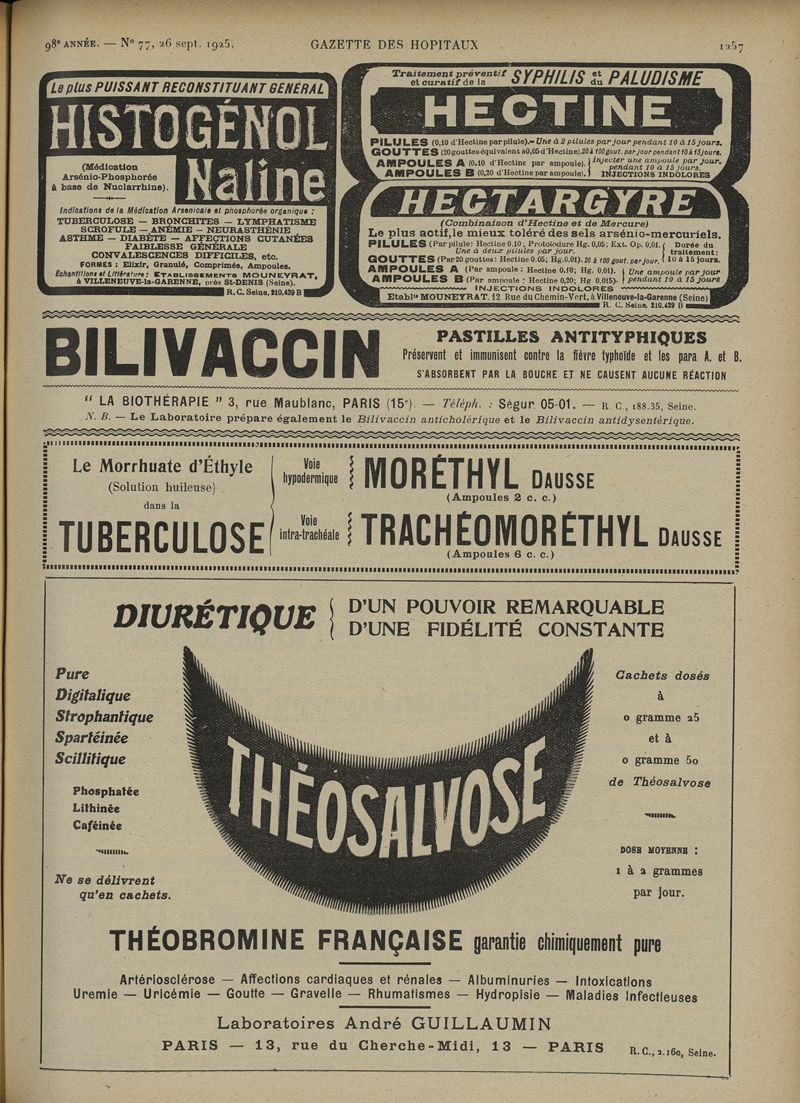 98e ANNÉE. — No 77, 26 sept. 1925.
GAZETTE DES HOPITAUX
1257
Le plus PUISSANT RECONSTITUANT GÉNÉRAL
HISTOGÉNOL
Naline
(Médication
Arsénio-Phosphorée
à base de Nuclarrhine).
Indications de la Médication Arsenicale et phosphorée organique :
TUBERCULOSE — BRONCHITES — LYMPHATISME
SCROFULE — ANÉMIE — NEURASTHÉNIE
ASTHME — DIABÈTE — AFFECTIONS CUTANÉES
FAIBLESSE GÉNÉRALE
CONVALESCENCES DIFFICILES, etc.
FORMES : Elixir, Granulé, Comprimés, Ampoules.
Echantillons et Littérature : ETABLISSEMENTS MOUNEYRAT,
à VILLENEUVE-la-GARENNE, près St-DENIS (Seine).
R. C. Seine, 210.439 B
Traitement préventif et curatif de la SYPHILIS et du PALUDISME
HECTINE
PILULES (0,10 d'Hectine par pilule).- Une à 2 pilules par jour pendant 10 à 15 jours.
GOUTTES (20 gouttes équivalent à 0,05 d'Hectine). 20 à 100 gout. par jour pendant 10 à 15 jours.
AMPOULES A (0.10 d'Hectine par ampoule).
AMPOULES B (0,20 d'Hectine par ampoule).
Injecter une ampoule par jour.
pendant 10 à 15 jours.
INJECTIONS INDOLORES
HECTARGYRE
(Combinaison d'Hectine et de Mercure)
Le plus actif, le mieux toléré des sels arsénio-mercuriels.
PILULES (Par pilule: Hectine 0.10; Protoiodure Hg. 0,05; Ext. Op. 0,01.
Une à deux pilules par jour.
GOUTTES (Par 20 gouttes: Hectine 0.05; Hg. 0,01). 20 à 100 gout. par jour.
Durée du
traitement:
10 à 15 jours.
AMPOULES A (Par ampoule : Hectine 0,10; Hg. 0,01).
AMPOULES B (Par ampoule : Hectine 0,20; Hg 0,015).
Une ampoule par jour
pendant 10 à 15 jours
INJECTIONS INDOLORES
Etablts MOUNEYRAT, 12 Rue du Chemin-Vert, à Villeneuve-la-Garenne (Seine)
R. C. Seine, 210.439 B
BILIVACCIN
PASTILLES ANTITYPHIQUES
Préservent et immunisent contre la fièvre typhoïde et les para A. et B.
S'ABSORBENT PAR LA BOUCHE ET NE CAUSENT AUCUNE RÉACTION
" LA BIOTHÉRAPIE " 3, rue Maublanc, PARIS (15e). — Téléph. : Ségur 05-01. — R. C., 188.35, Seine.
N. B. — Le Laboratoire prépare également le Bilivaccin anticholérique et le Bilivaccin antidysentérique.
Le Morrhuate d'Éthyle
(Solution huileuse)
dans la
TUBERCULOSE
Voie
hypodermique
MORÉTHYL DAUSSE
(Ampoules 2 c. c.)
Voie
intra-trachéale
TRACHÉOMORÉTHYL DAUSSE
(Ampoules 6 c. c.)
DIURÉTIQUE
D'UN POUVOIR REMARQUABLE
D'UNE FIDÉLITÉ CONSTANTE
Pure
Digitalique
Strophantique
Spartéinée
Scillitique
Phosphatée
Lithinée
Caféinée
Ne se délivrent
qu'en cachets.
THÉOSALVOSE
Cachets dosés
à
0 gramme 25
et à
0 gramme 50
de Théosalvose
DOSE MOYENNE :
1 à 2 grammes
par jour.
THÉOBROMINE FRANÇAISE garantie chimiquement pure
Artériosclérose — Affections cardiaques et rénales — Albuminuries — Intoxications
Uremie — Uricémie — Goutte — Gravelle — Rhumatismes — Hydropisie — Maladies Infectieuses
Laboratoires André GUILLAUMIN
PARIS — 13, rue du Cherche-Midi, 13 — PARIS
R. C., 2.160, Seine.